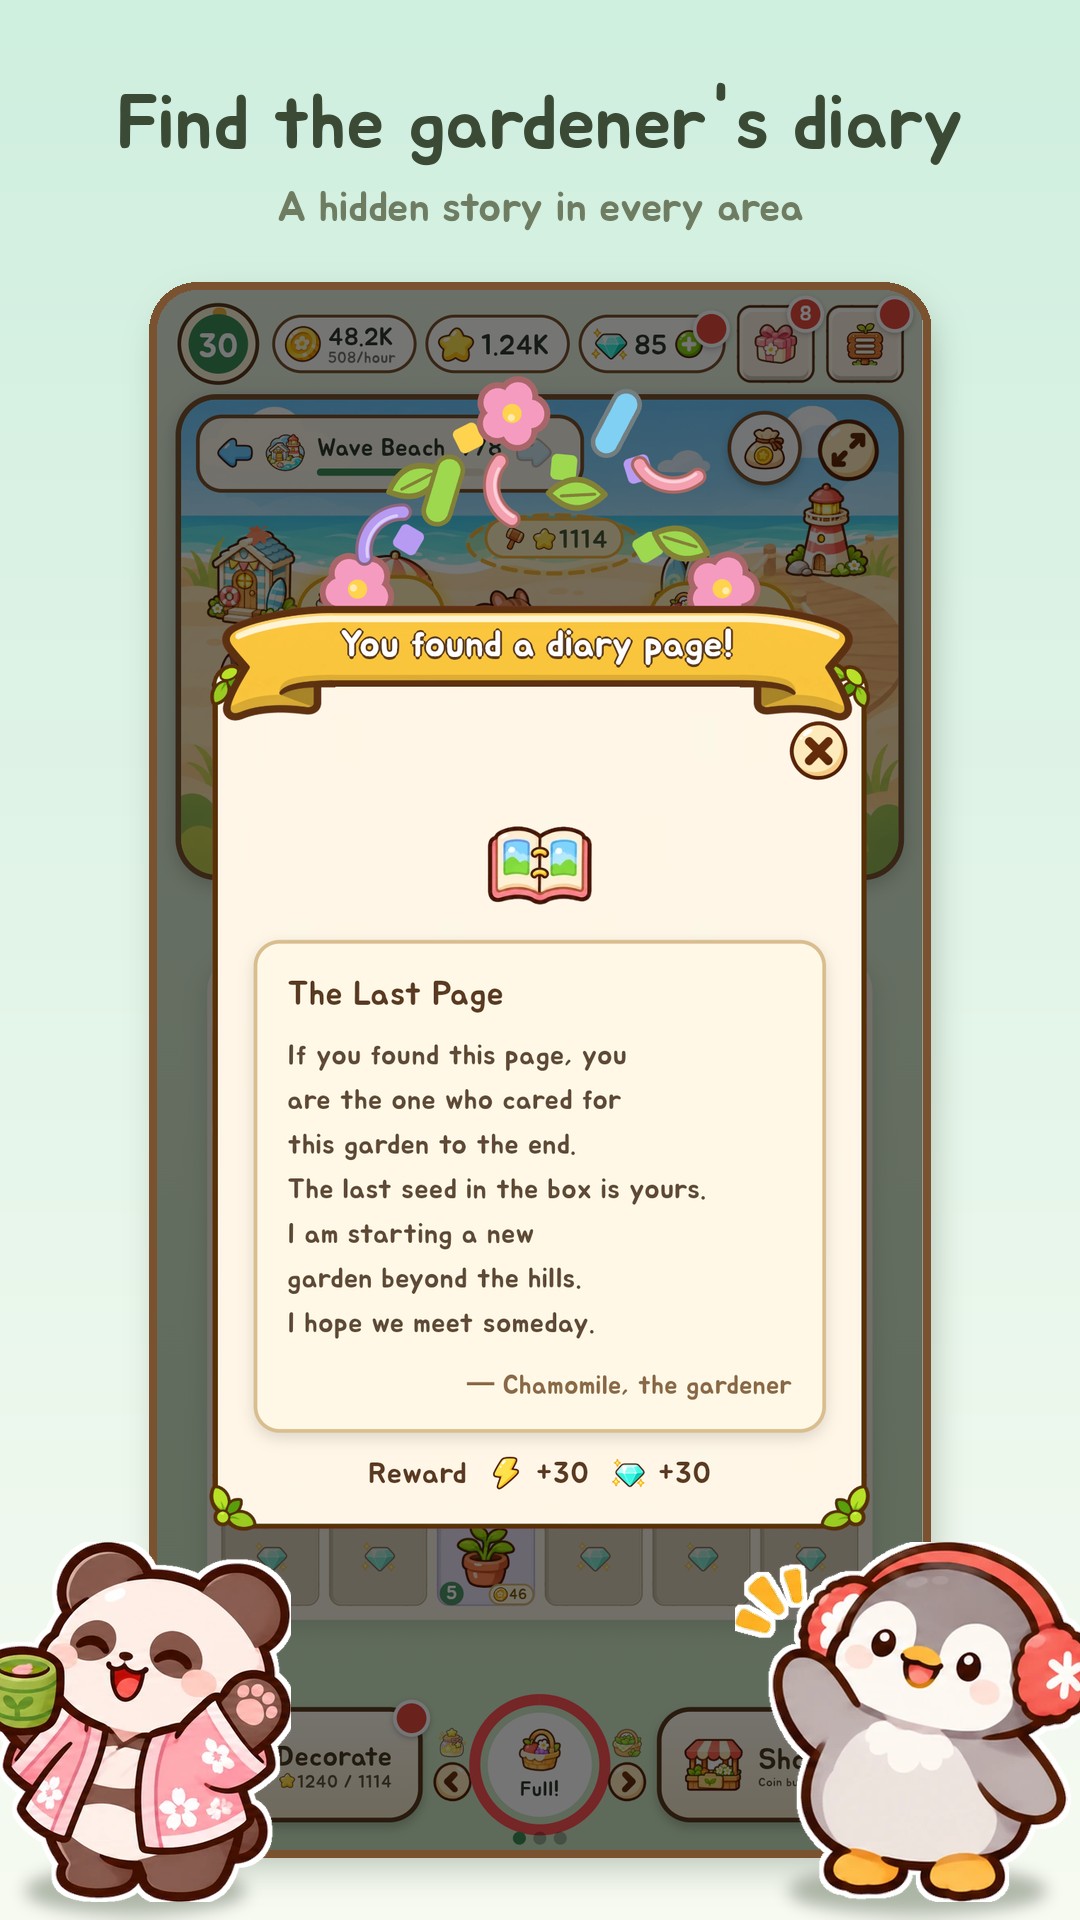 Find the gardener's diary
A hidden story in every area
30
48.2K
508/hour
1.24K
85
8
Wave Beach
1114
You found a diary page!
The Last Page
If you found this page, you
are the one who cared for
this garden to the end.
The last seed in the box is yours.
I am starting a new
garden beyond the hills.
I hope we meet someday.
— Chamomile, the gardener
Reward +30 +30
5
46
Decorate
1240 / 1114
Full!